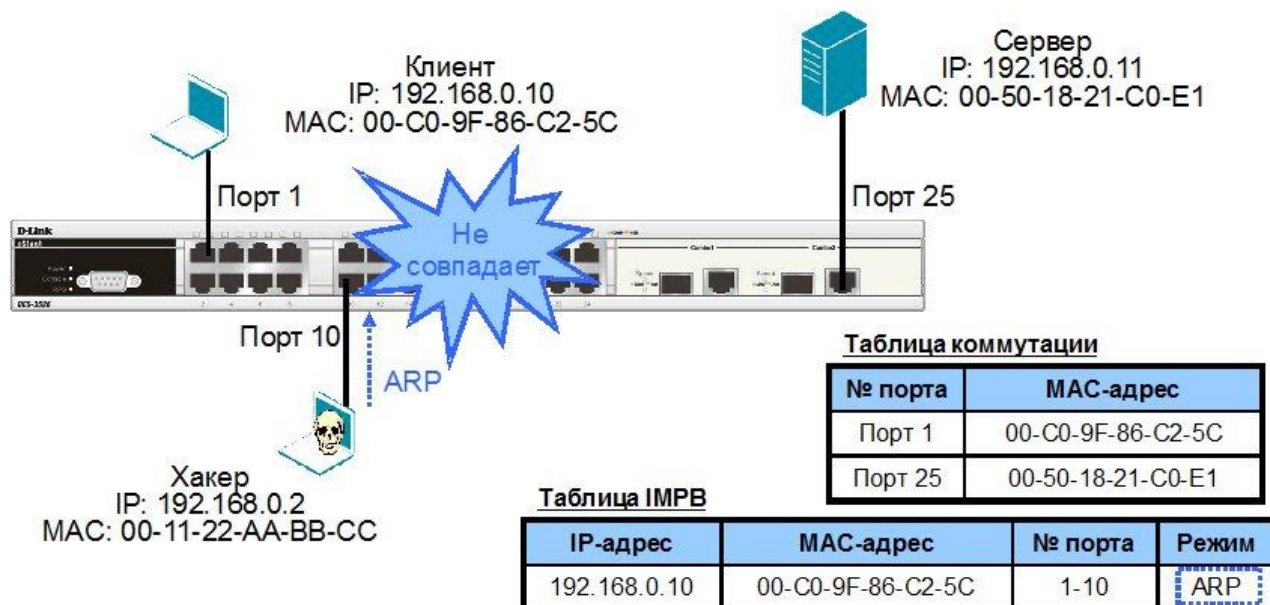 Клиент
IP: 192.168.0.10
MAC: 00-C0-9F-86-C2-5C
Сервер
IP: 192.168.0.11
MAC: 00-50-18-21-C0-E1
Порт 1
Порт 25
D-Link
Не
совпадает
DES-3526
Порт 10
ARP
Хакер
IP: 192.168.0.2
MAC: 00-11-22-AA-BB-CC
Таблица коммутации
№ порта MAC-адрес
Порт 1 00-C0-9F-86-C2-5C
Порт 25 00-50-18-21-C0-E1
Таблица IMPB
IP-адрес MAC-адрес № порта Режим
192.168.0.10 00-C0-9F-86-C2-5C 1-10 ARP